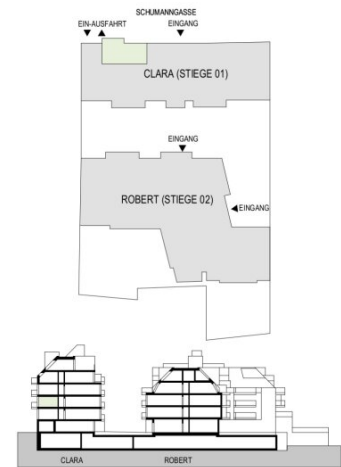 SCHUMANNGASSE
EIN-AUSFAHRT
EINGANG
CLARA (STIEGE 01)
EINGANG
ROBERT (STIEGE 02)
EINGANG
CLARA
ROBERT